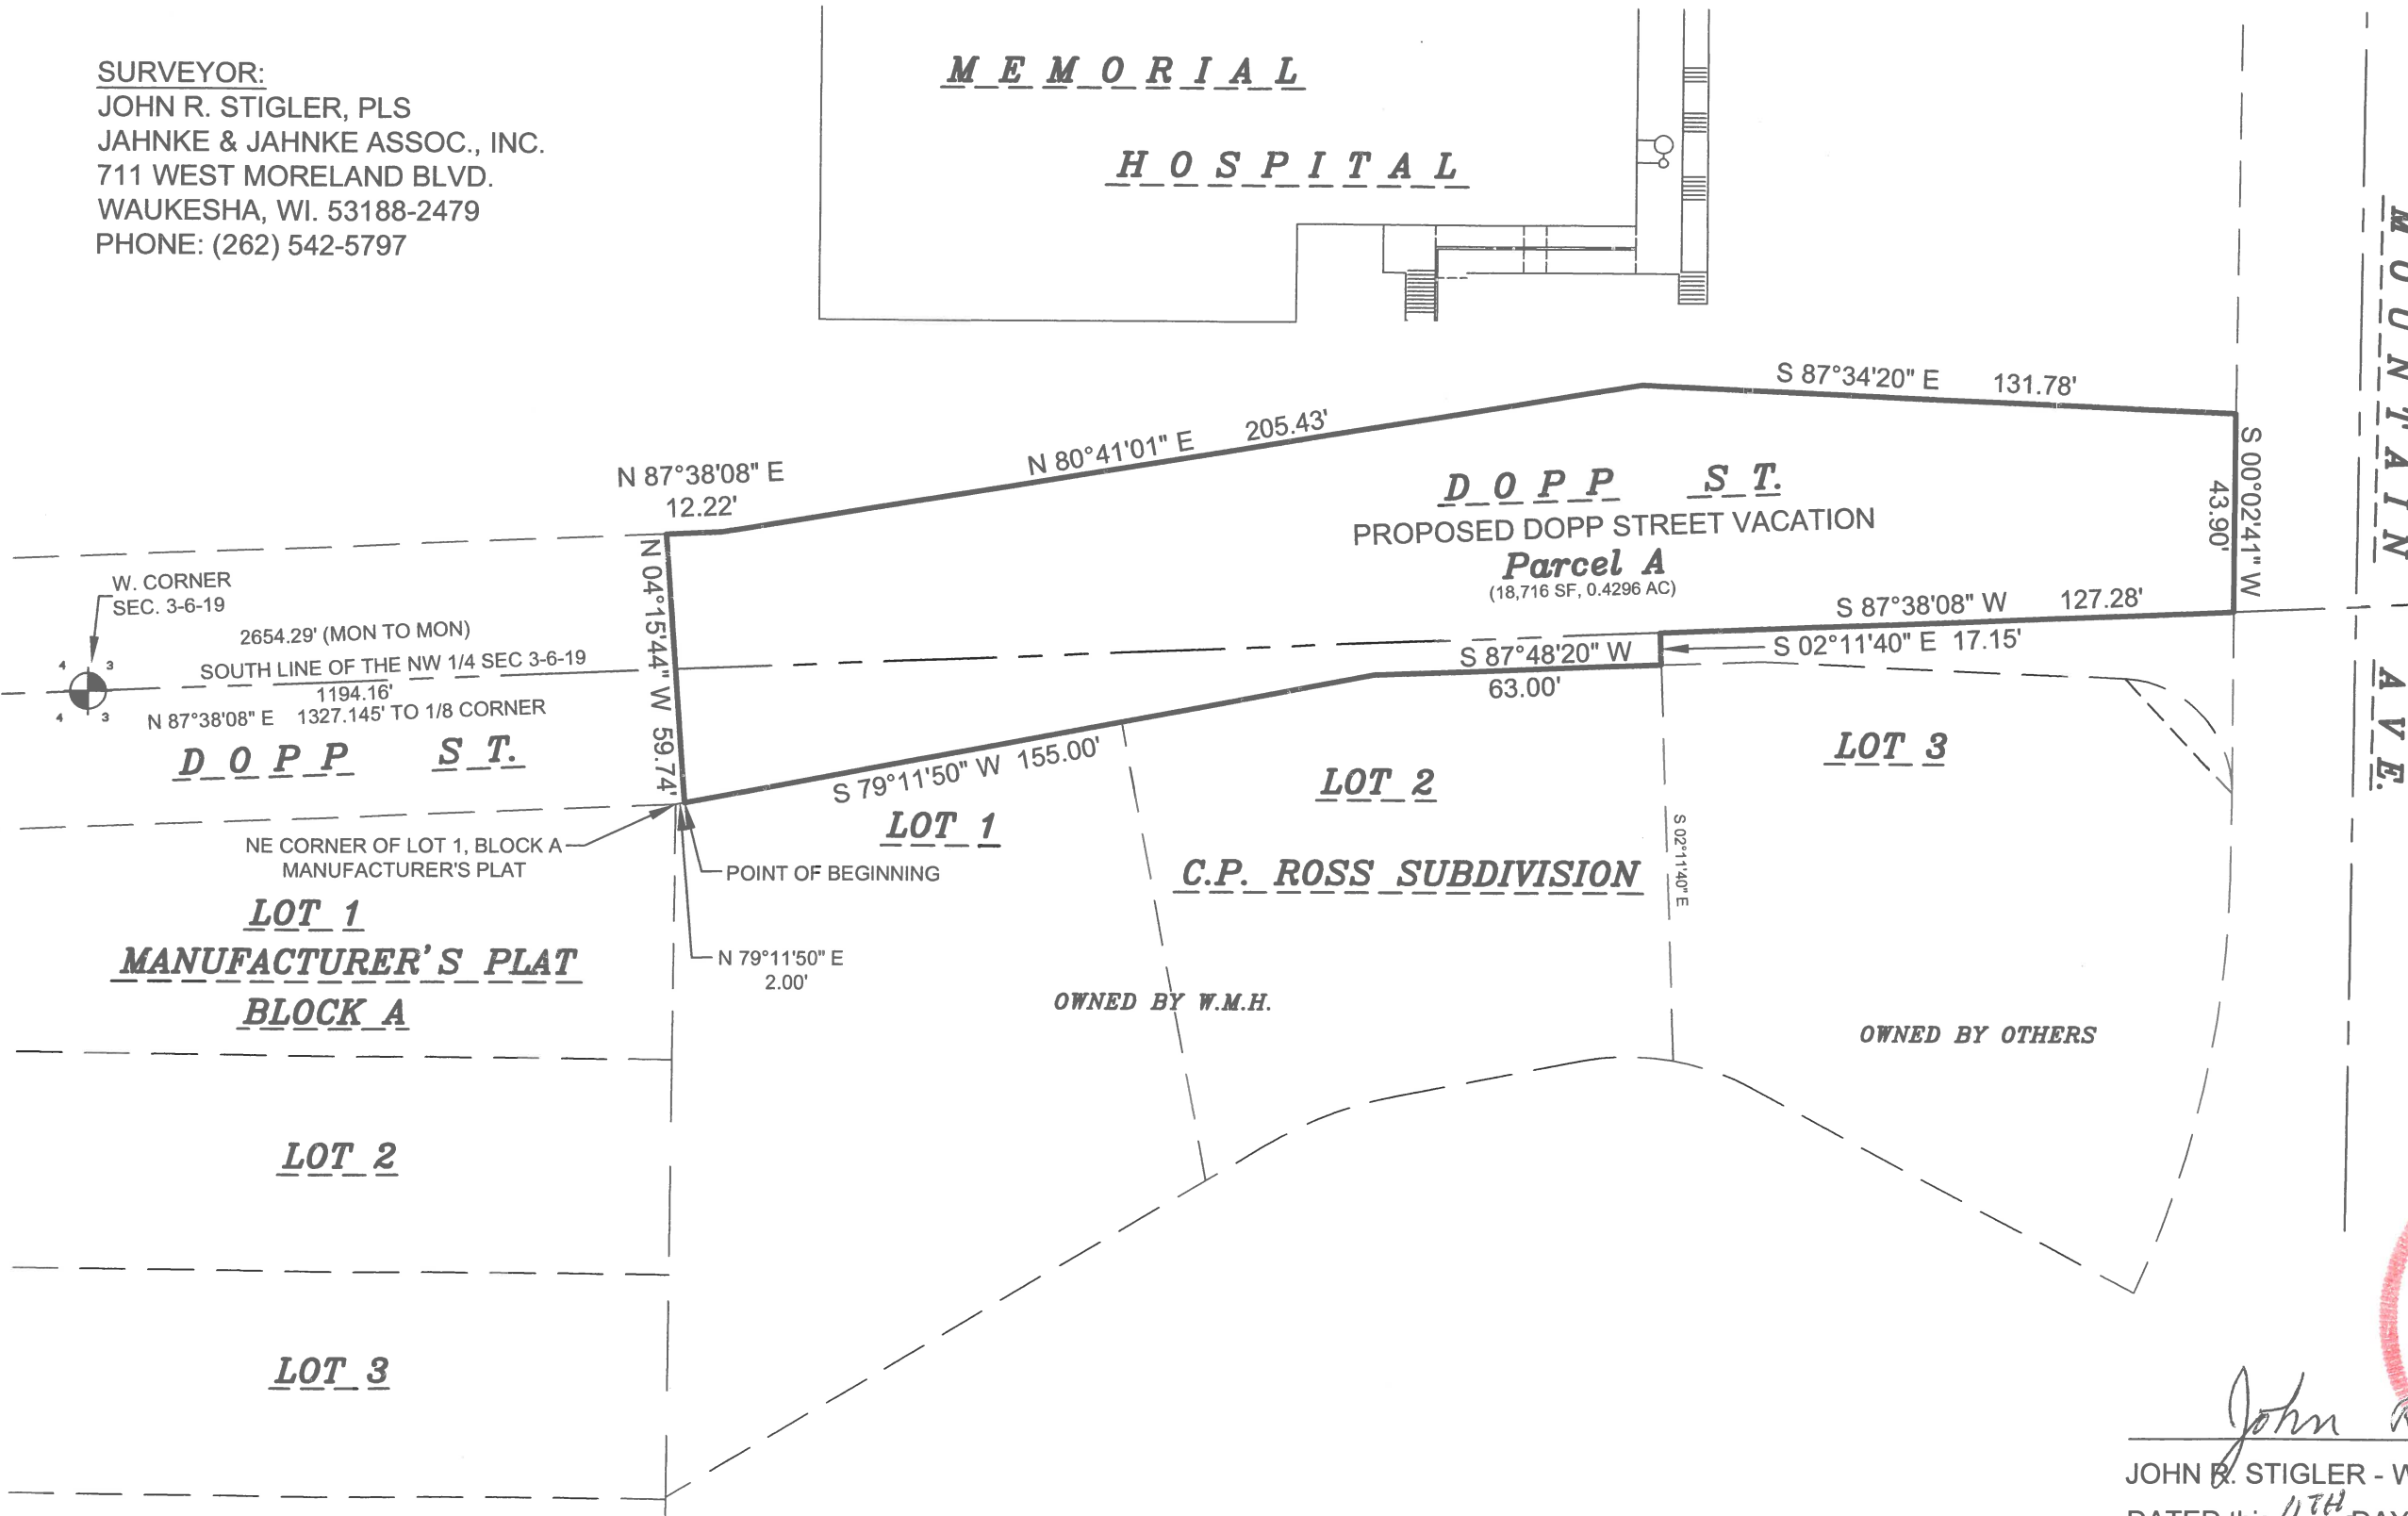 SURVEYOR:
JOHN R. STIGLER, PLS
JAHNKE & JAHNKE ASSOC., INC.
711 WEST MORELAND BLVD.
WAUKESHA, WI. 53188-2479
PHONE: (262) 542-5797
MEMORIAL
HOSPITAL
MOUNTAIN AVE.
S 87°34'20" E 131.78'
N 80°41'01" E 205.43'
N 87°38'08" E
12.22'
S 00°02'41" W
43.90'
DOPP ST.
PROPOSED DOPP STREET VACATION
Parcel A
(18,716 SF, 0.4296 AC)
S 87°38'08" W 127.28'
S 02°11'40" E 17.15'
S 87°48'20" W
63.00'
N 04°15'44" W 59.74'
S 79°11'50" W 155.00'
W. CORNER
SEC. 3-6-19
4 3
4 3
2654.29' (MON TO MON)
SOUTH LINE OF THE NW 1/4 SEC 3-6-19
1194.16'
N 87°38'08" E 1327.145' TO 1/8 CORNER
DOPP ST.
NE CORNER OF LOT 1, BLOCK A
MANUFACTURER'S PLAT
POINT OF BEGINNING
N 79°11'50" E
2.00'
LOT 1
LOT 2
LOT 3
C.P. ROSS SUBDIVISION
S 02°11'40" E
OWNED BY W.M.H.
OWNED BY OTHERS
LOT 1
MANUFACTURER'S PLAT
BLOCK A
LOT 2
LOT 3
John
JOHN R. STIGLER - W
11TH DAY